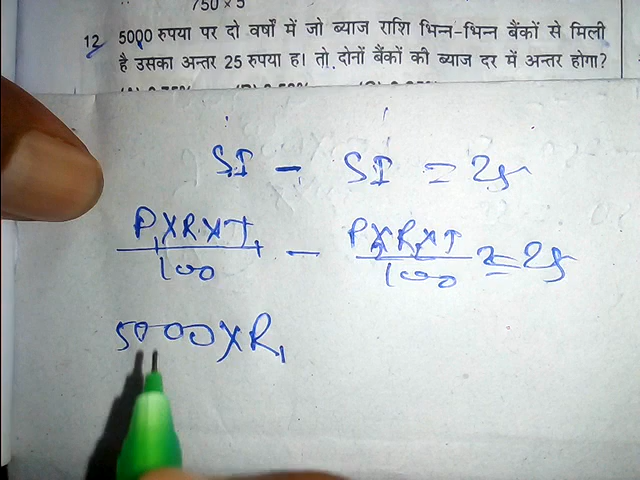 750 × 5
12 5000 रुपया पर दो वर्षों में जो ब्याज राशि भिन्न-भिन्न बैंकों से मिली
है उसका अन्तर 25 रुपया ह। तो दोनों बैंकों की ब्याज दर में अन्तर होगा?
SI - SI = 25
P×R×T/100 - P×R×T/100 = 25
5000×R1